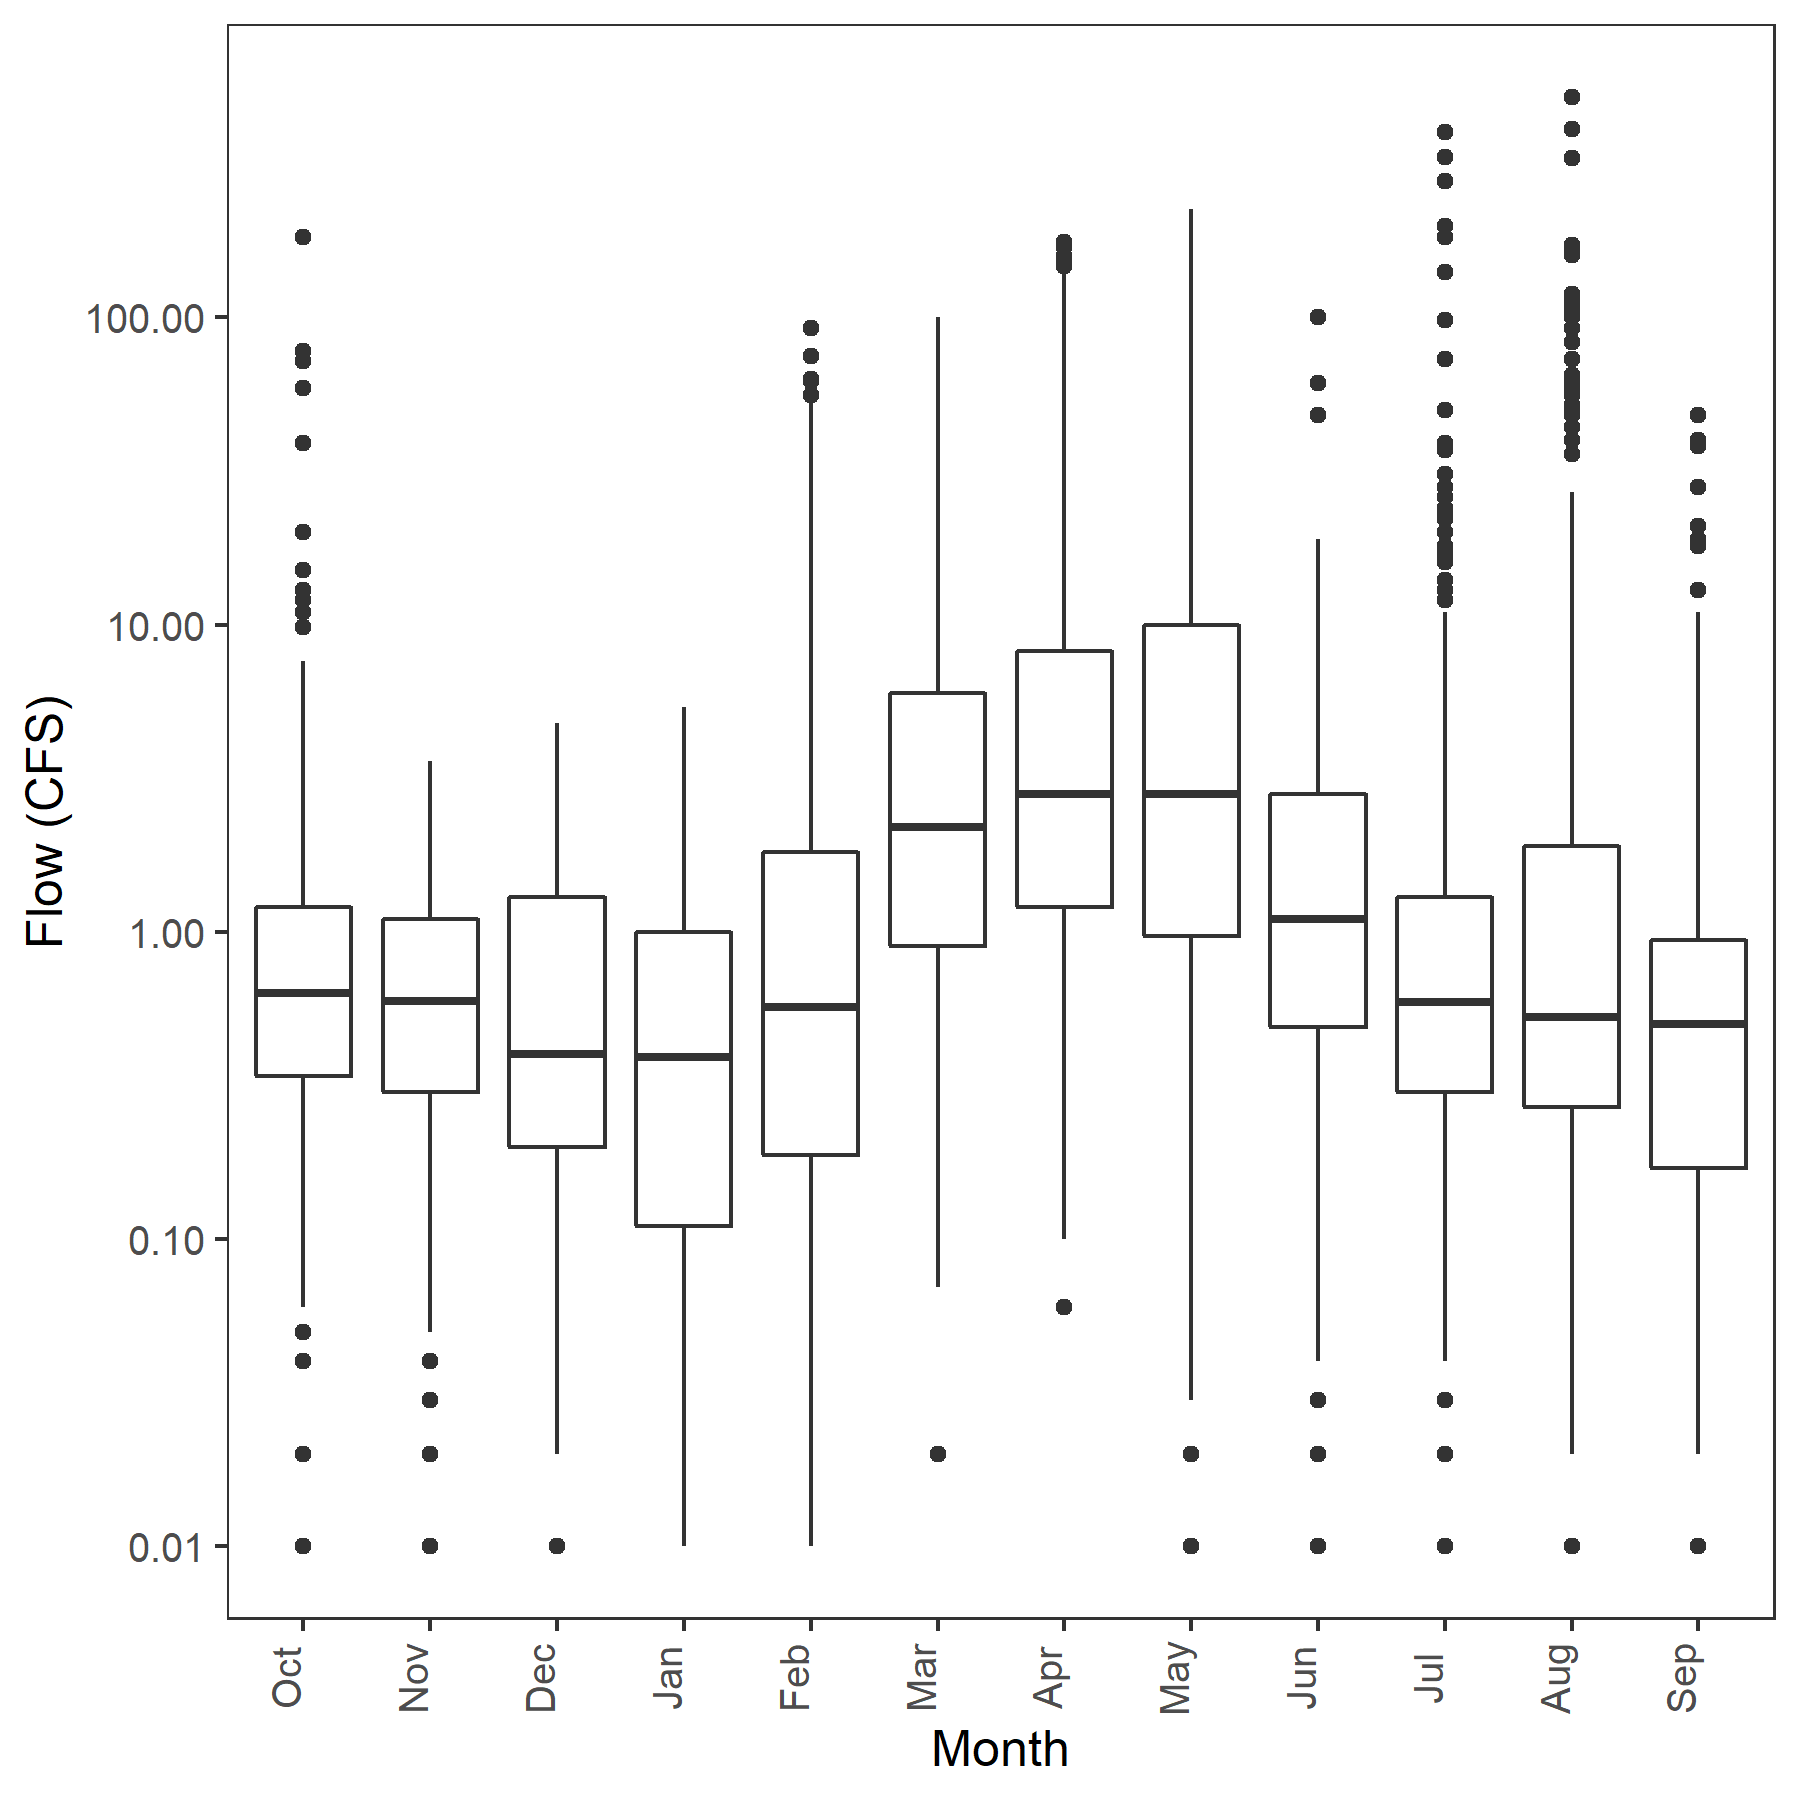 Flow (CFS)
100.00
10.00
1.00
0.10
0.01
Oct
Nov
Dec
Jan
Feb
Mar
Apr
May
Jun
Jul
Aug
Sep
Month